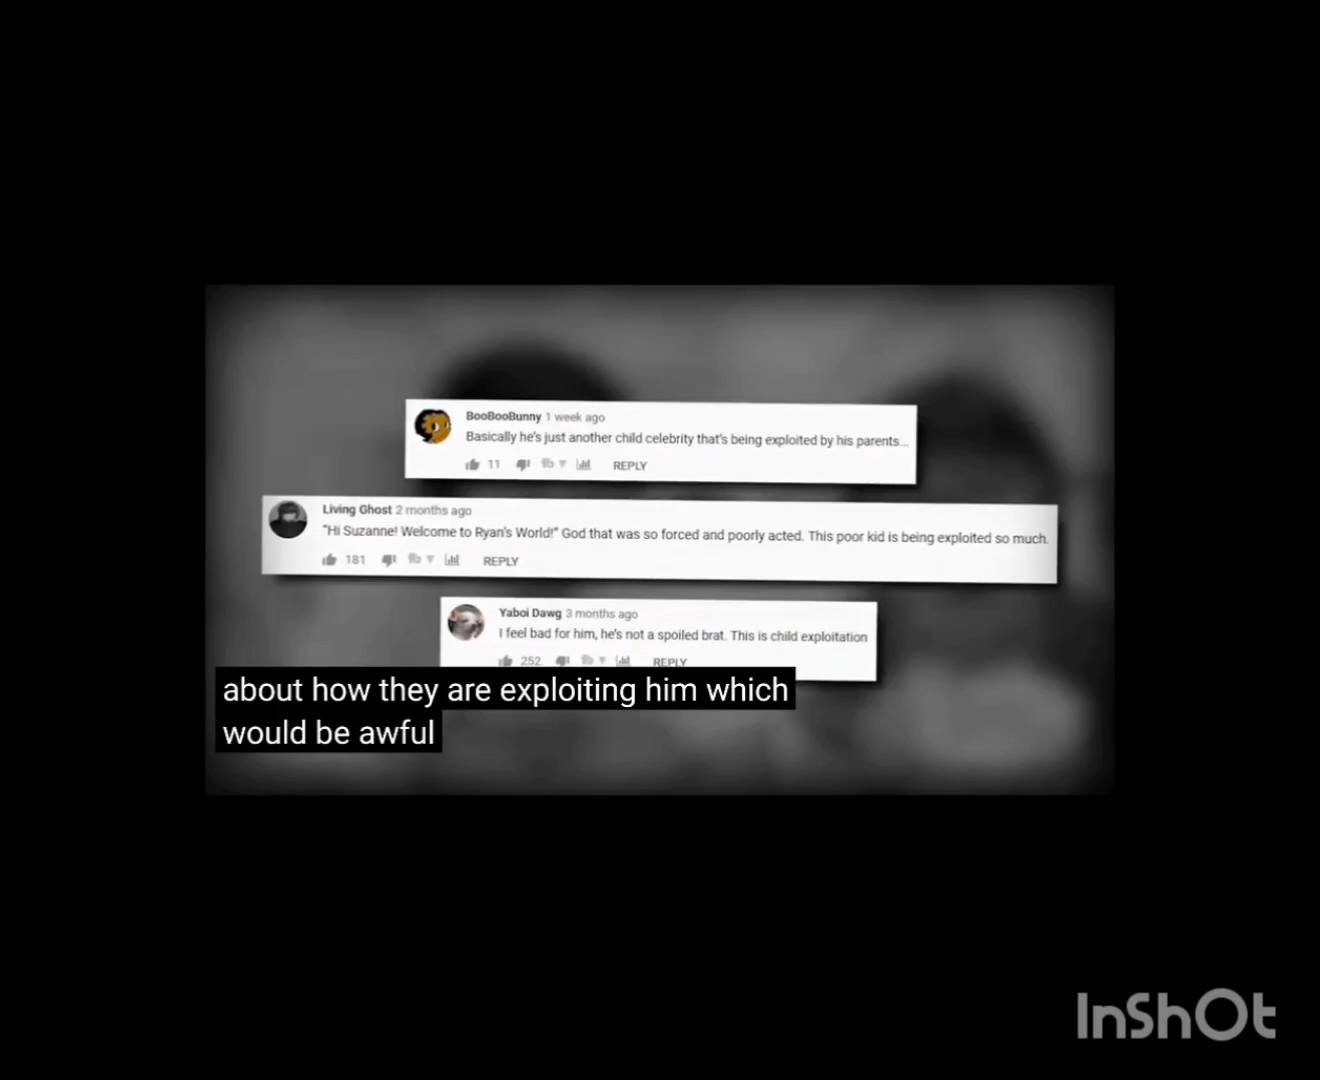 BooBooBunny 1 week ago
Basically he's just another child celebrity that's being exploited by his parents...
11 REPLY
Living Ghost 2 months ago
"Hi Suzanne! Welcome to Ryan's World!" God that was so forced and poorly acted. This poor kid is being exploited so much.
181 REPLY
Yaboi Dawg 3 months ago
I feel bad for him, he's not a spoiled brat. This is child exploitation
252 REPLY
about how they are exploiting him which
would be awful
InShOt